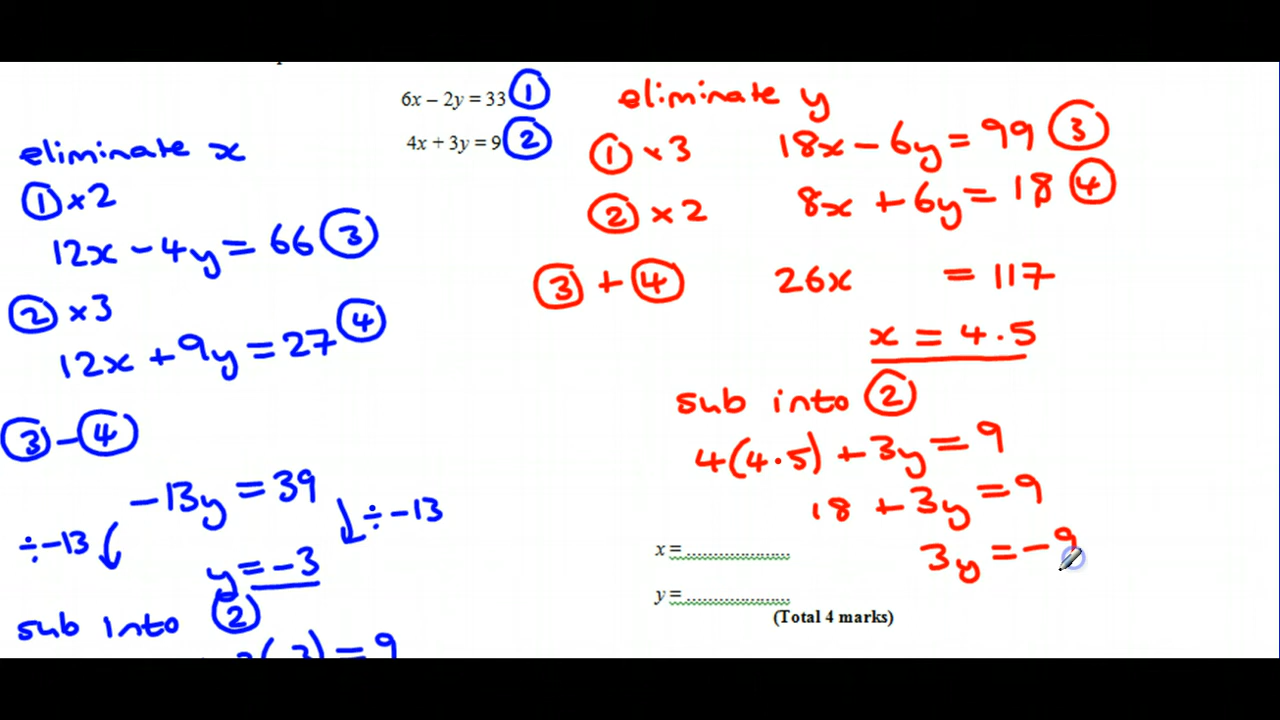 6x – 2y = 33 ①
4x + 3y = 9 ②
eliminate x
① ×2
12x – 4y = 66 ③
② ×3
12x + 9y = 27 ④
③ – ④
–13y = 39
÷–13 ÷–13
y = –3
sub into ②
= 9
eliminate y
① ×3 18x – 6y = 99 ③
② ×2 8x + 6y = 18 ④
③ + ④ 26x = 117
x = 4.5
sub into ②
4(4.5) + 3y = 9
18 + 3y = 9
3y = –9
x = ....................
y = ....................
(Total 4 marks)